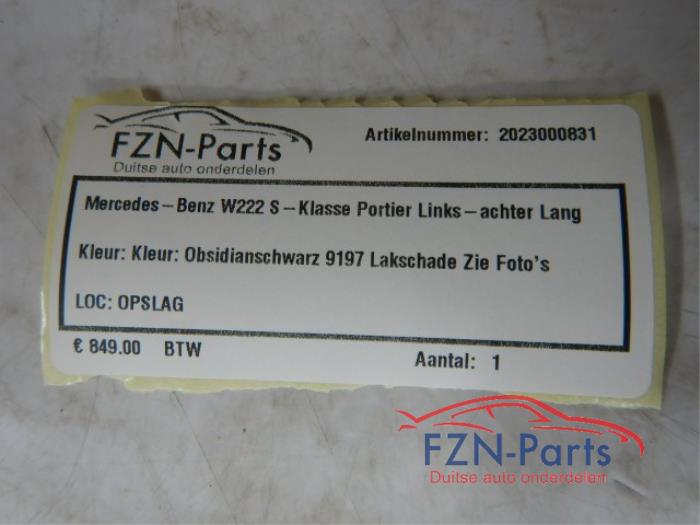 FZN-Parts
Duitse auto onderdelen
Artikelnummer: 2023000831
Mercedes-Benz W222 S-Klasse Portier Links-achter Lang
Kleur: Kleur: Obsidianschwarz 9197 Lakschade Zie Foto's
LOC: OPSLAG
€ 849.00 BTW
Aantal: 1
FZN-Parts
Duitse auto onderdelen